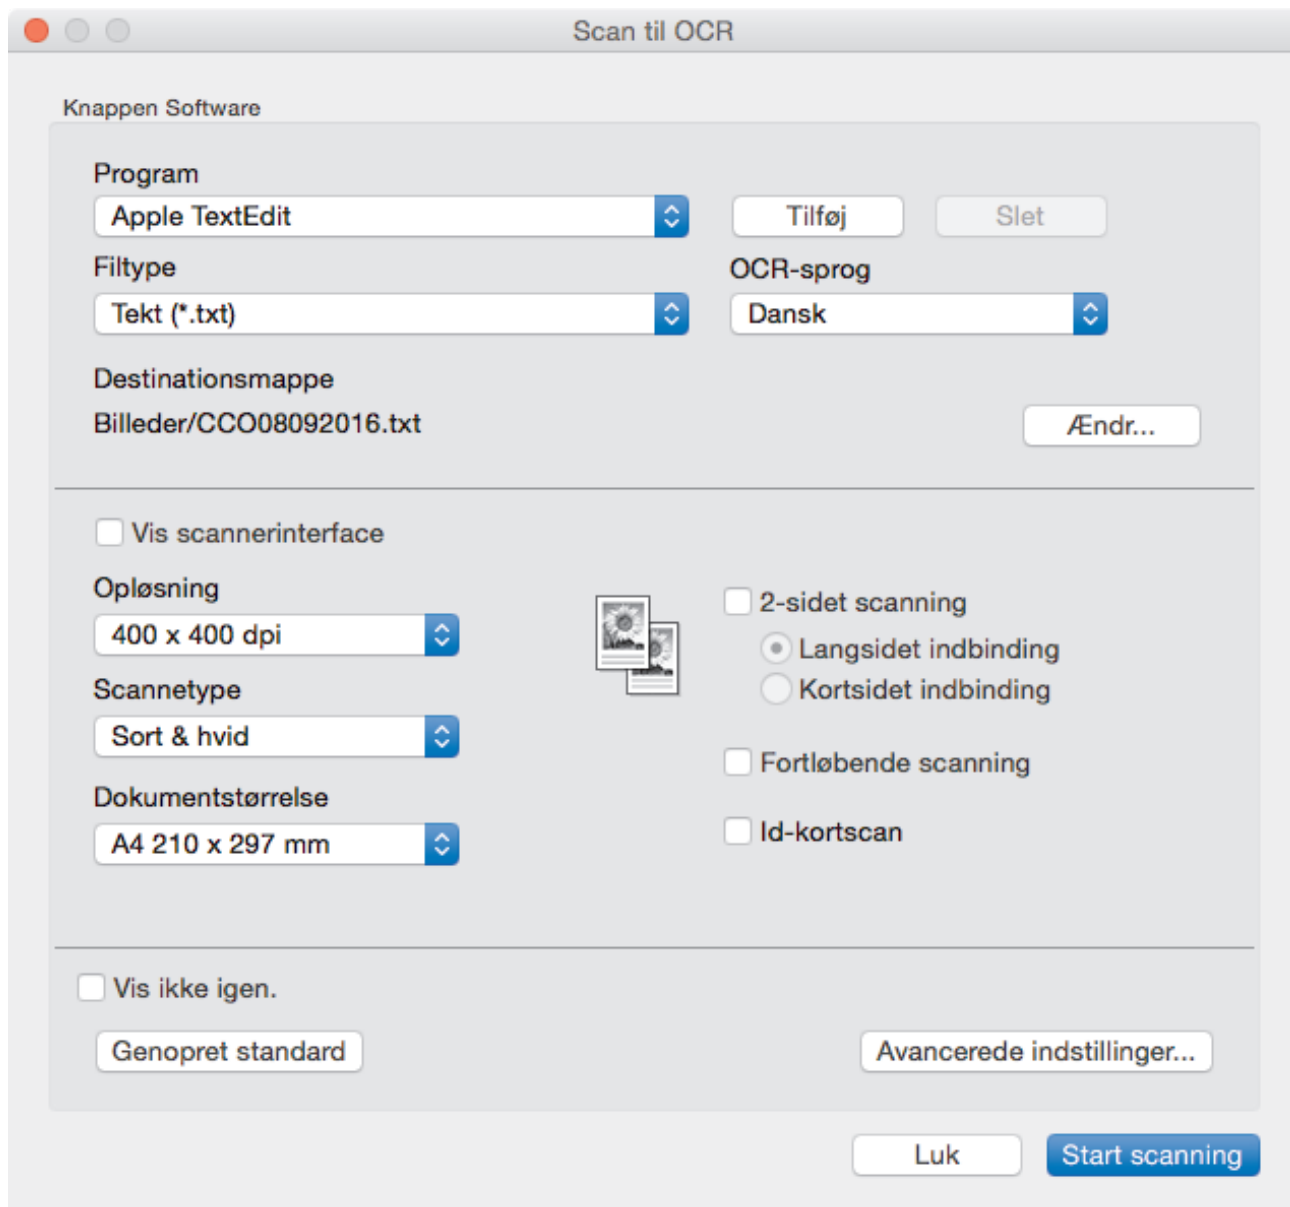 Scan til OCR
Knappen Software
Program
Apple TextEdit
Tilføj
Slet
Filtype
OCR-sprog
Tekt (*.txt)
Dansk
Destinationsmappe
Billeder/CCO08092016.txt
Ændr...
Vis scannerinterface
Opløsning
400 x 400 dpi
2-sidet scanning
Langsidet indbinding
Scannetype
Kortsidet indbinding
Sort & hvid
Fortløbende scanning
Dokumentstørrelse
A4 210 x 297 mm
Id-kortscan
Vis ikke igen.
Genopret standard
Avancerede indstillinger...
Luk
Start scanning